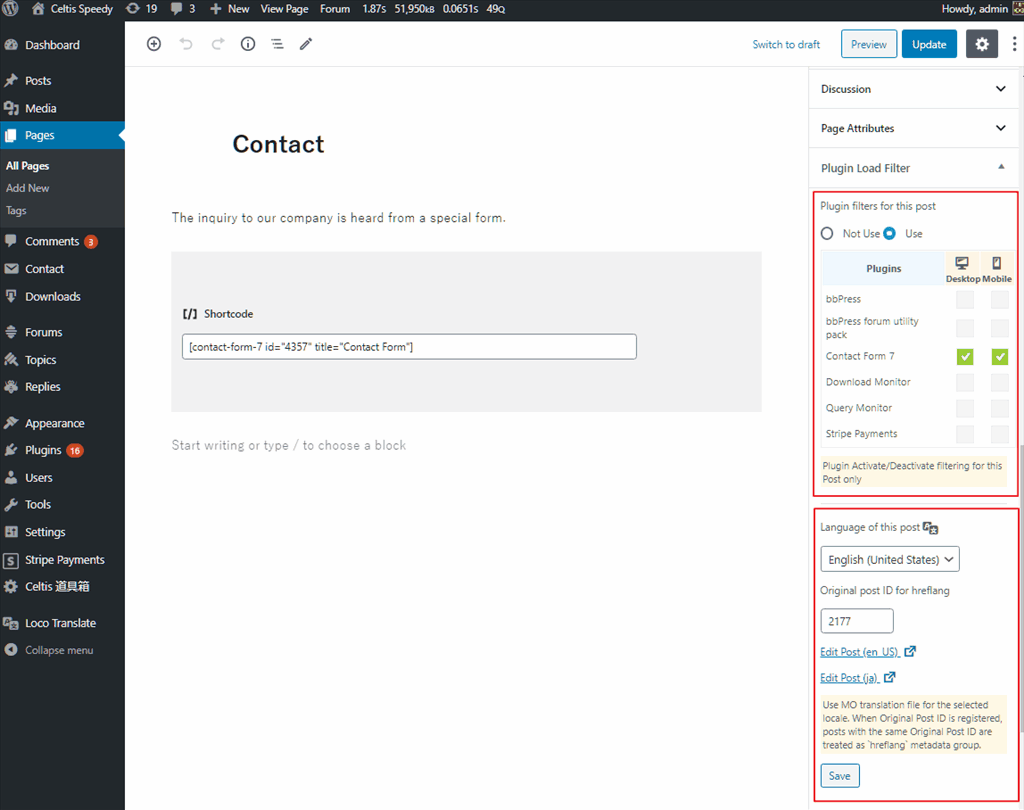 Celtis Speedy 19 3 New View Page Forum 1.87s 51,950KB 0.0651s 49Q Howdy, admin
Dashboard
Posts
Media
Pages
All Pages
Add New
Tags
Comments 3
Contact
Downloads
Forums
Topics
Replies
Appearance
Plugins 16
Users
Tools
Settings
Stripe Payments
Celtis 道具箱
Loco Translate
Collapse menu
Switch to draft Preview Update
Contact
The inquiry to our company is heard from a special form.
[/] Shortcode
[contact-form-7 id="4357" title="Contact Form"]
Start writing or type / to choose a block
Discussion
Page Attributes
Plugin Load Filter
Plugin filters for this post
Not Use Use
Plugins Desktop Mobile
bbPress
bbPress forum utility
pack
Contact Form 7
Download Monitor
Query Monitor
Stripe Payments
Plugin Activate/Deactivate filtering for this
Post only
Language of this post
English (United States)
Original post ID for hreflang
2177
Edit Post (en_US)
Edit Post (ja)
Use MO translation file for the selected
locale. When Original Post ID is registered,
posts with the same Original Post ID are
treated as `hreflang` metadata group.
Save